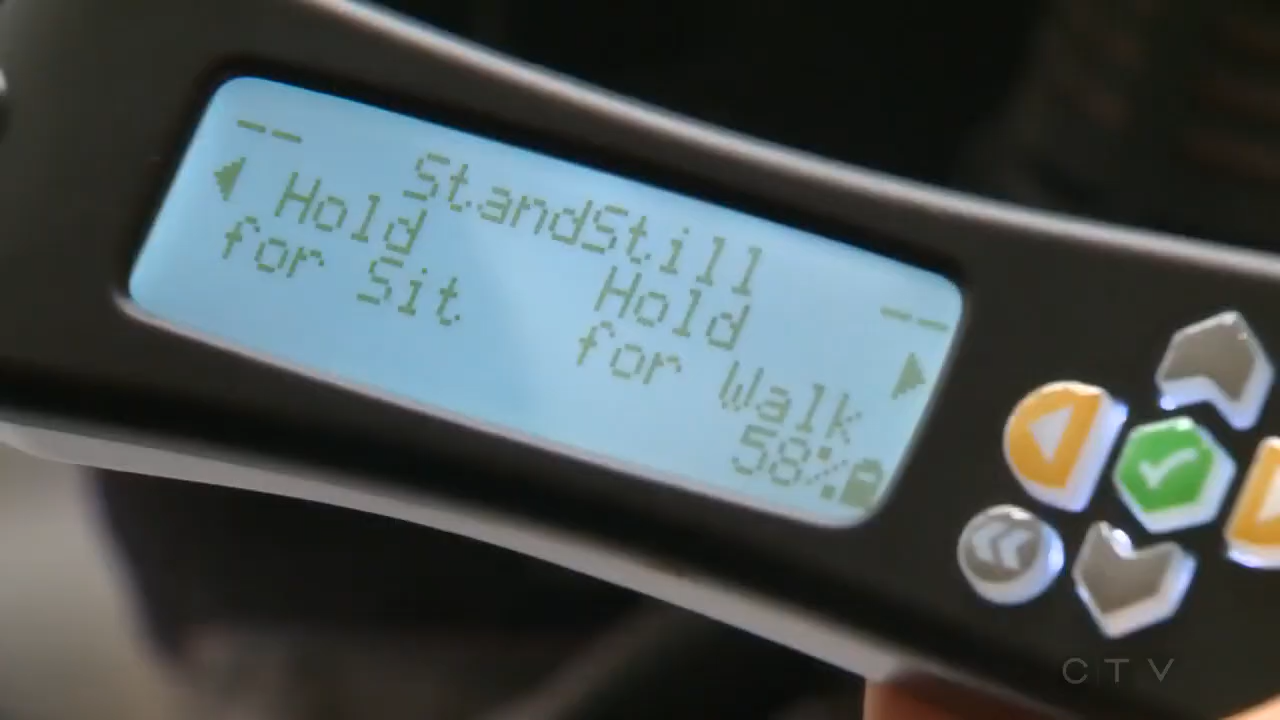 --
StandStill
Hold
for Sit
--
Hold
for Walk
58%
CTV